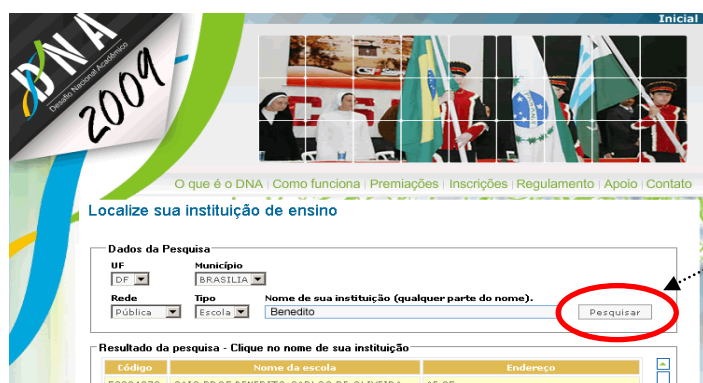 Inicial
DNA
Desafio Nacional Acadêmico
2009
O que é o DNA | Como funciona | Premiações | Inscrições | Regulamento | Apoio | Contato
Localize sua instituição de ensino
Dados da Pesquisa
UF Município
DF BRASILIA
Rede Tipo Nome de sua instituição (qualquer parte do nome).
Pública Escola Benedito Pesquisar
Resultado da pesquisa - Clique no nome de sua instituição
Código Nome da escola Endereço